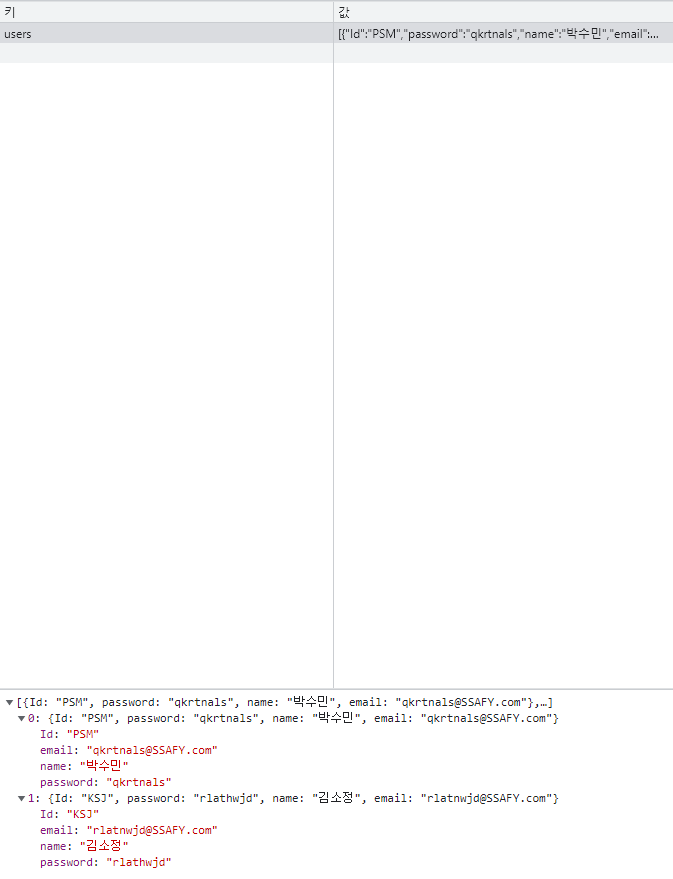 키 값
users [{"Id":"PSM","password":"qkrtnals","name":"박수민","email":...
[{Id: "PSM", password: "qkrtnals", name: "박수민", email: "qkrtnals@SSAFY.com"},…]
0: {Id: "PSM", password: "qkrtnals", name: "박수민", email: "qkrtnals@SSAFY.com"}
Id: "PSM"
email: "qkrtnals@SSAFY.com"
name: "박수민"
password: "qkrtnals"
1: {Id: "KSJ", password: "rlathwjd", name: "김소정", email: "rlatnwjd@SSAFY.com"}
Id: "KSJ"
email: "rlatnwjd@SSAFY.com"
name: "김소정"
password: "rlathwjd"